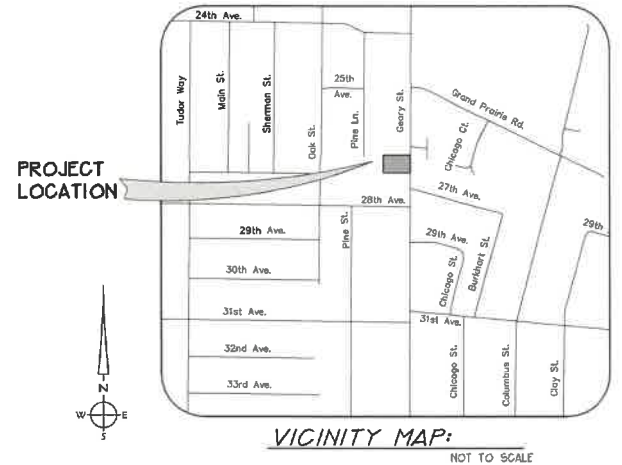 24th Ave.
Tudor Way
Main St.
Sherman St.
Oak St.
25th
Ave.
Pine Ln.
Geary St.
Grand Prairie Rd.
Chicago Ct.
PROJECT
LOCATION
27th Ave.
28th Ave.
29th Ave.
Pine St.
29th Ave.
Chicago St.
Burkhart St.
29th
30th Ave.
31st Ave.
31st Ave.
32nd Ave.
33rd Ave.
Chicago St.
Columbus St.
Clay St.
N
W E
S
VICINITY MAP:
NOT TO SCALE